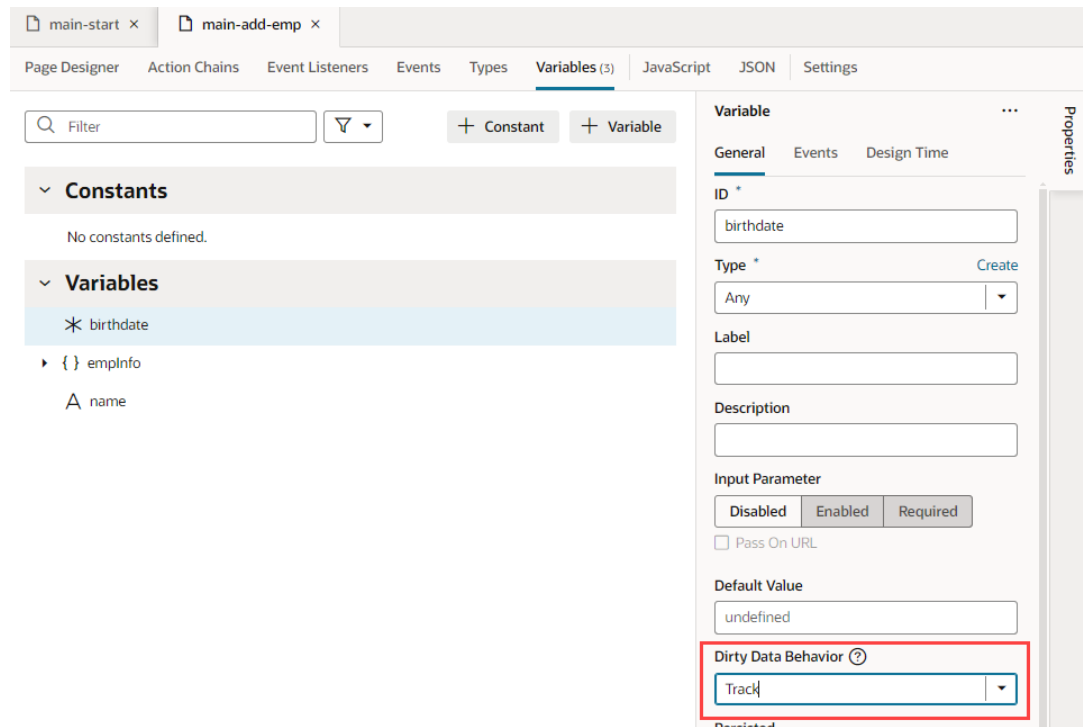 main-start ×
main-add-emp ×
Page Designer Action Chains Event Listeners Events Types Variables (3) JavaScript JSON Settings
Filter
+ Constant + Variable
Constants
No constants defined.
Variables
birthdate
{ } empInfo
A name
Variable ...
General Events Design Time
ID *
birthdate
Type * Create
Any
Label
Description
Input Parameter
Disabled Enabled Required
Pass On URL
Default Value
undefined
Dirty Data Behavior ?
Track
Persisted
Properties